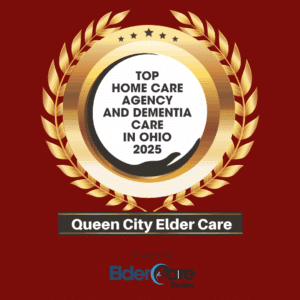 TOP
HOME CARE
AGENCY
AND DEMENTIA
CARE
IN OHIO
2025
Queen City Elder Care
ElderCare